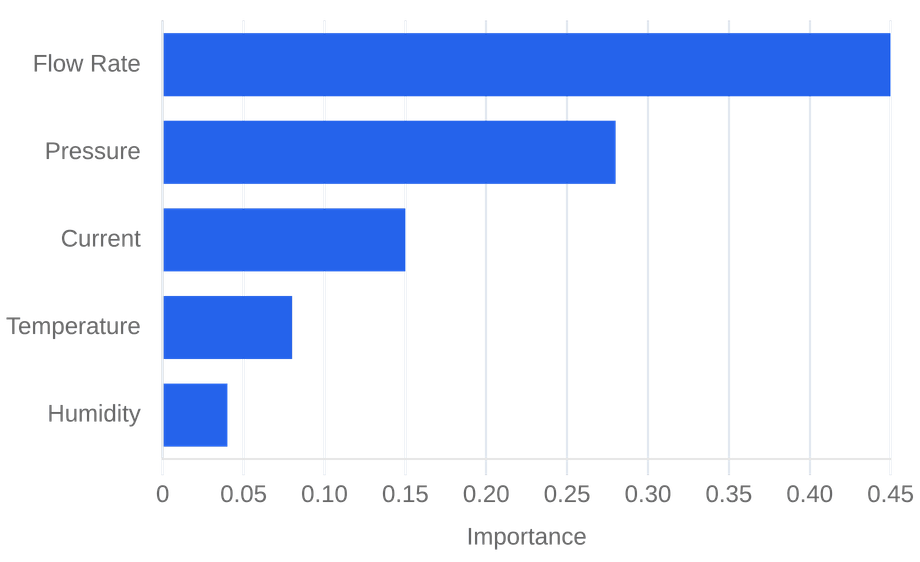 Flow Rate
Pressure
Current
Temperature
Humidity
0 0.05 0.10 0.15 0.20 0.25 0.30 0.35 0.40 0.45
Importance